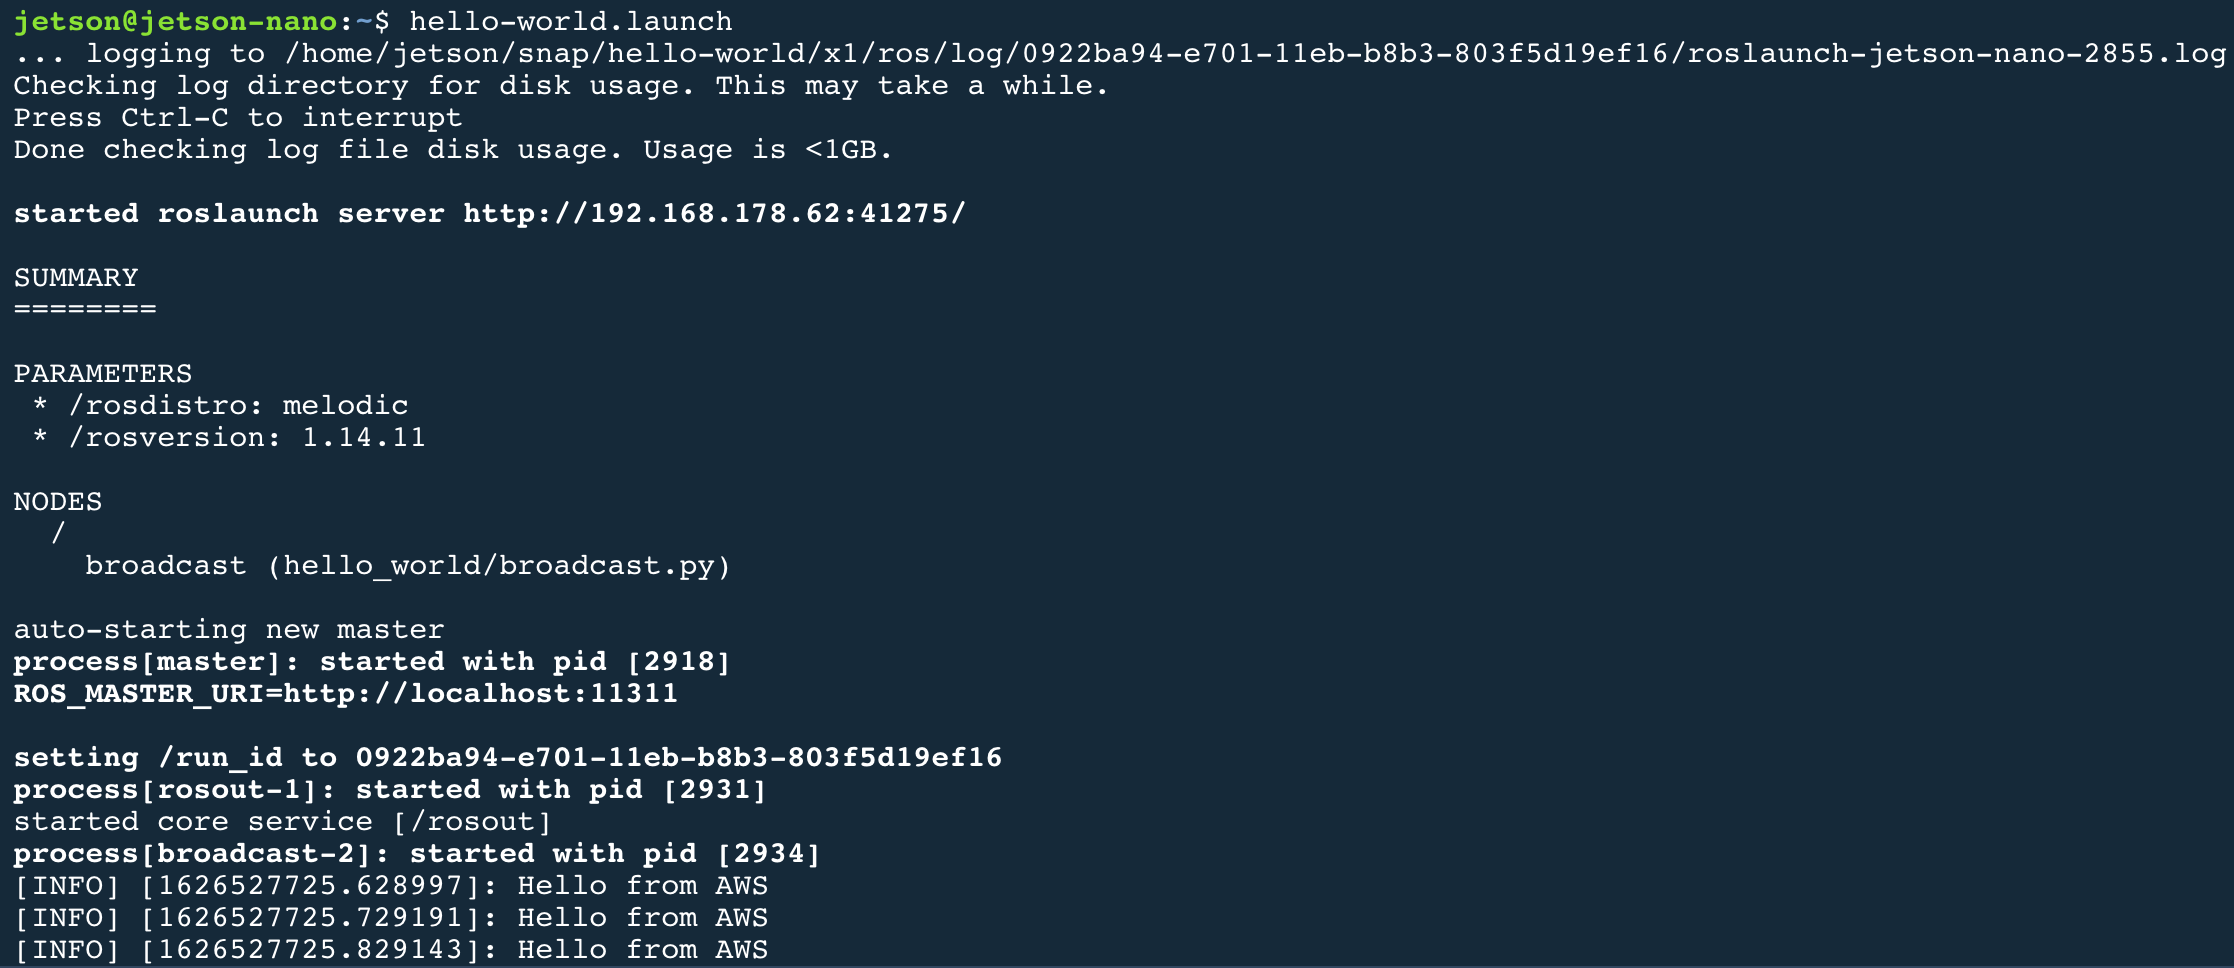 jetson@jetson-nano:~$ hello-world.launch
... logging to /home/jetson/snap/hello-world/x1/ros/log/0922ba94-e701-11eb-b8b3-803f5d19ef16/roslaunch-jetson-nano-2855.log
Checking log directory for disk usage. This may take a while.
Press Ctrl-C to interrupt
Done checking log file disk usage. Usage is <1GB.

started roslaunch server http://192.168.178.62:41275/

SUMMARY
========

PARAMETERS
 * /rosdistro: melodic
 * /rosversion: 1.14.11

NODES
  /
    broadcast (hello_world/broadcast.py)

auto-starting new master
process[master]: started with pid [2918]
ROS_MASTER_URI=http://localhost:11311

setting /run_id to 0922ba94-e701-11eb-b8b3-803f5d19ef16
process[rosout-1]: started with pid [2931]
started core service [/rosout]
process[broadcast-2]: started with pid [2934]
[INFO] [1626527725.628997]: Hello from AWS
[INFO] [1626527725.729191]: Hello from AWS
[INFO] [1626527725.829143]: Hello from AWS